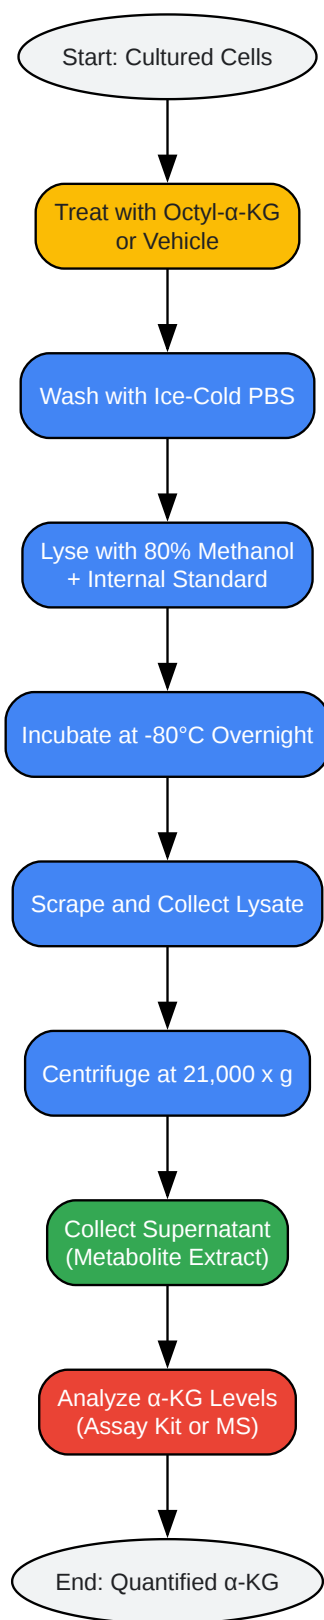 Start: Cultured Cells
Treat with Octyl-α-KG
or Vehicle
Wash with Ice-Cold PBS
Lyse with 80% Methanol
+ Internal Standard
Incubate at -80°C Overnight
Scrape and Collect Lysate
Centrifuge at 21,000 x g
Collect Supernatant
(Metabolite Extract)
Analyze α-KG Levels
(Assay Kit or MS)
End: Quantified α-KG